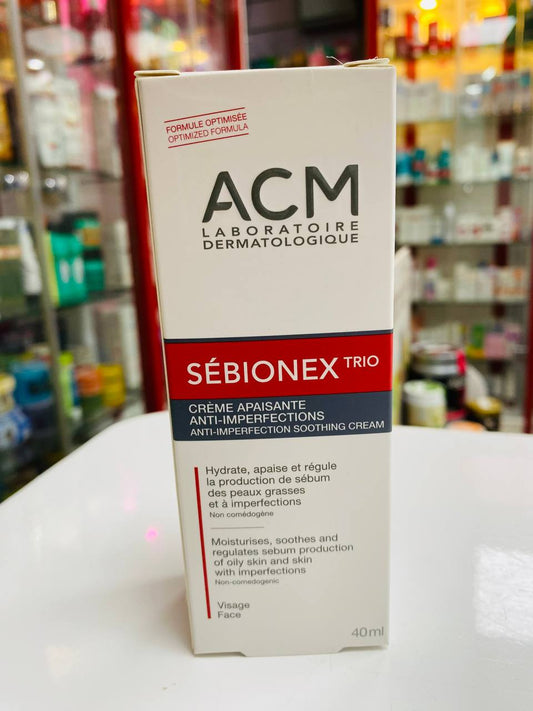 FORMULE OPTIMISÉE
OPTIMIZED FORMULA
ACM
LABORATOIRE
DERMATOLOGIQUE
SÉBIONEX TRIO
CRÈME APAISANTE
ANTI-IMPERFECTIONS
ANTI-IMPERFECTION SOOTHING CREAM
Hydrate, apaise et régule
la production de sébum
des peaux grasses
et à imperfections
Non comédogène
Moisturises, soothes and
regulates sebum production
of oily skin and skin
with imperfections
Non-comedogenic
Visage
Face
40ml